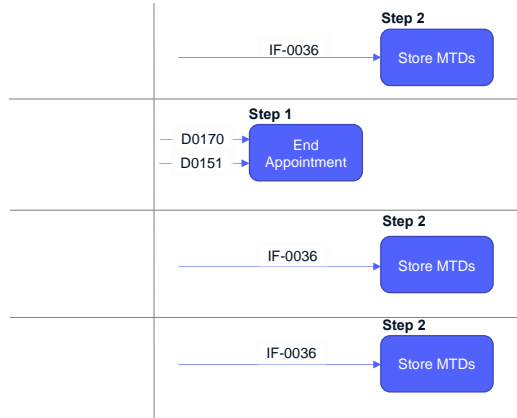 Step 2
IF-0036
Store MTDs
Step 1
D0170
D0151
End
Appointment
Step 2
IF-0036
Store MTDs
Step 2
IF-0036
Store MTDs